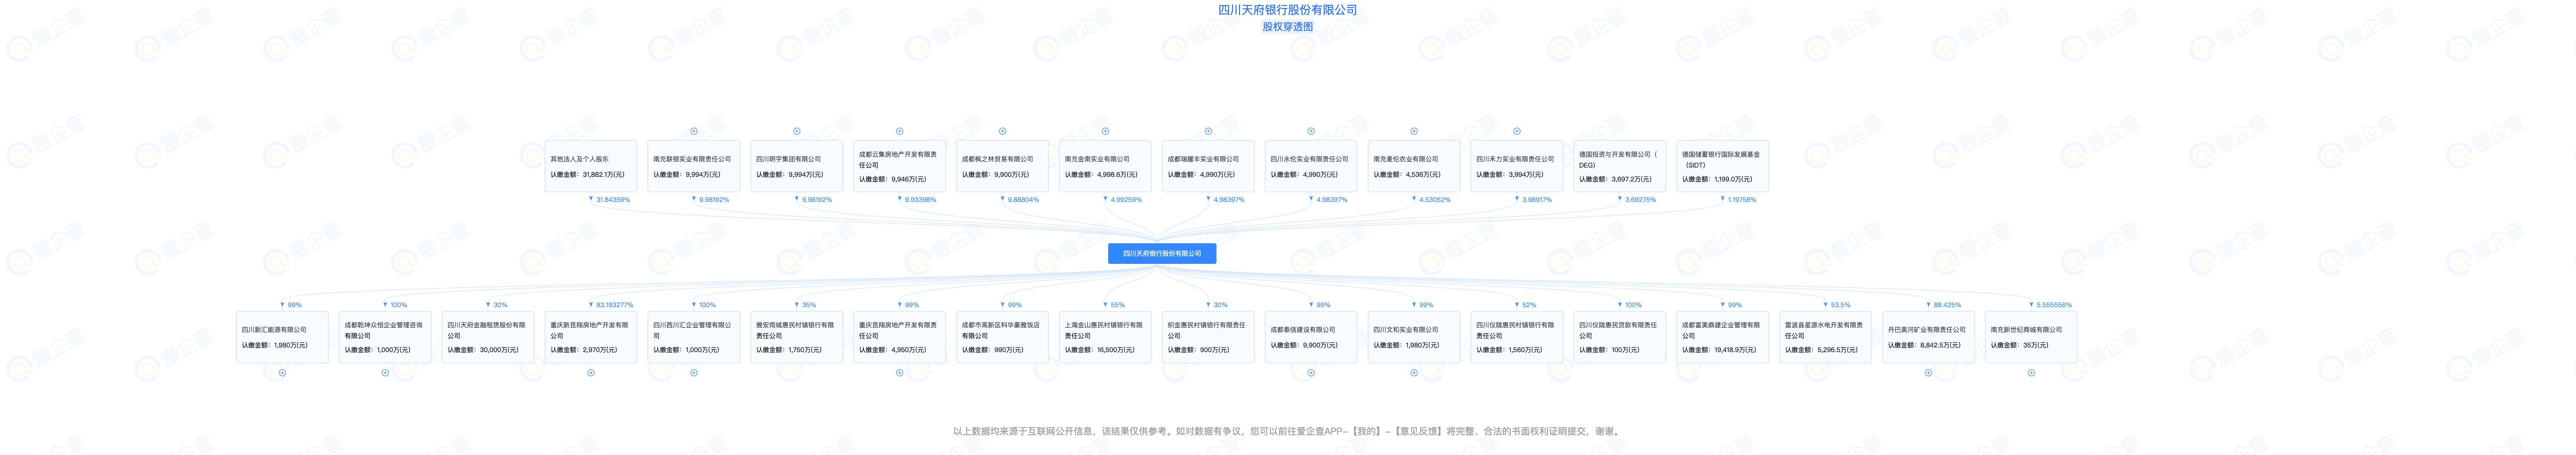 四川天府银行股份有限公司
股权穿透图
其他法人及个人股东
认缴金额：31,882.1万(元)
南充联银实业有限责任公司
认缴金额：9,994万(元)
四川明宇集团有限公司
认缴金额：9,994万(元)
成都云集房地产开发有限责
任公司
认缴金额：9,946万(元)
成都枫之林贸易有限公司
认缴金额：9,900万(元)
南充金南实业有限公司
认缴金额：4,998.6万(元)
成都瑞耀丰实业有限公司
认缴金额：4,990万(元)
四川永伦实业有限责任公司
认缴金额：4,990万(元)
南充麦伦农业有限公司
认缴金额：4,536万(元)
四川禾力实业有限责任公司
认缴金额：3,994万(元)
德国投资与开发有限公司（
DEG)
认缴金额：3,697.2万(元)
德国储蓄银行国际发展基金
（SIDT)
认缴金额：1,199.0万(元)
31.84359%
9.98192%
9.98192%
9.93398%
9.88804%
4.99259%
4.98397%
4.98397%
4.53052%
3.98917%
3.69275%
1.19758%
四川天府银行股份有限公司
99%
100%
30%
83.193277%
100%
35%
99%
99%
55%
30%
99%
99%
52%
100%
99%
53.5%
88.425%
5.555556%
四川新汇能源有限公司
认缴金额：1,980万(元)
成都乾坤众恒企业管理咨询
有限公司
认缴金额：1,000万(元)
四川天府金融租赁股份有限
公司
认缴金额：30,000万(元)
重庆新昆翔房地产开发有限
公司
认缴金额：2,970万(元)
四川西川汇企业管理有限公
司
认缴金额：1,000万(元)
雅安雨城惠民村镇银行有限
责任公司
认缴金额：1,750万(元)
重庆昆翔房地产开发有限责
任公司
认缴金额：4,950万(元)
成都市高新区科华豪雅饭店
有限公司
认缴金额：990万(元)
上海金山惠民村镇银行有限
责任公司
认缴金额：16,500万(元)
织金惠民村镇银行有限责任
公司
认缴金额：900万(元)
成都泰信建设有限公司
认缴金额：9,900万(元)
四川文和实业有限公司
认缴金额：1,980万(元)
四川仪陇惠民村镇银行有限
责任公司
认缴金额：1,560万(元)
四川仪陇惠民贷款有限责任
公司
认缴金额：100万(元)
成都富美鼎建企业管理有限
公司
认缴金额：19,418.9万(元)
雷波县星源水电开发有限责
任公司
认缴金额：5,296.5万(元)
丹巴美河矿业有限责任公司
认缴金额：8,842.5万(元)
南充新世纪商城有限公司
认缴金额：35万(元)
以上数据均来源于互联网公开信息，该结果仅供参考。如对数据有争议，您可以前往爱企查APP-【我的】-【意见反馈】将完整、合法的书面权利证明提交，谢谢。